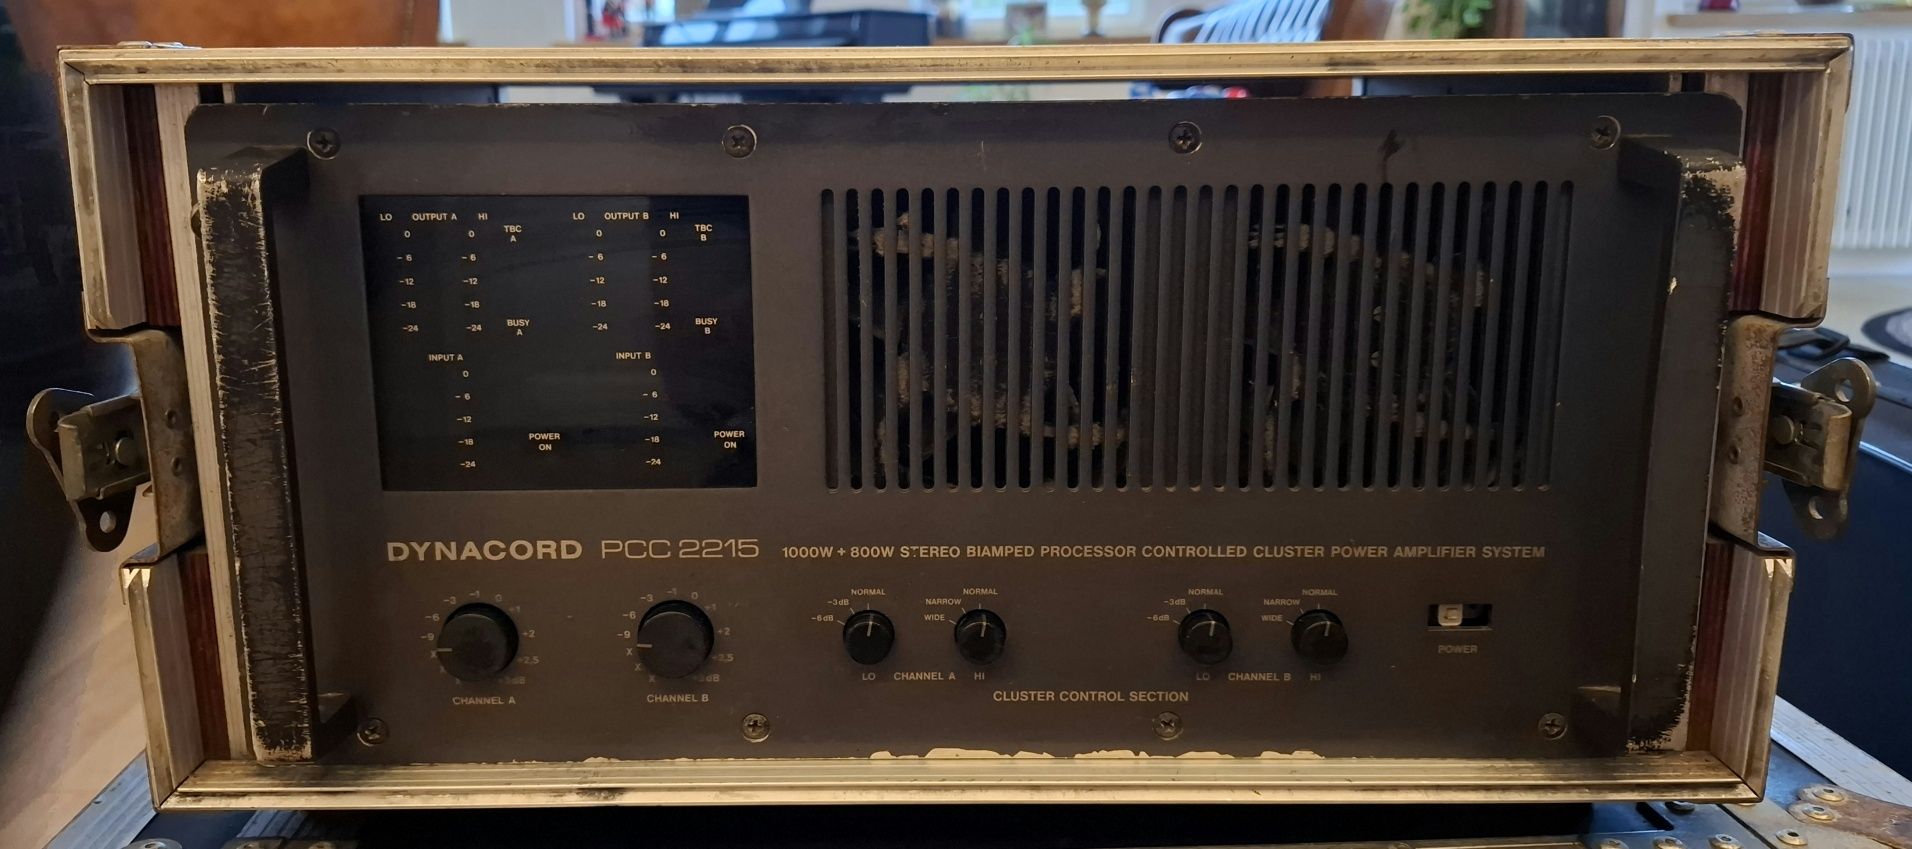 LO OUTPUT A HI LO OUTPUT B HI
0 0 TBC A 0 0 TBC B
-6 -6 -6 -6
-12 -12 -12 -12
-18 -18 -18 -18
-24 -24 BUSY A -24 -24 BUSY B
INPUT A INPUT B
0 0
-6 -6
-12 -12
-18 POWER ON -18 POWER ON
-24 -24
DYNACORD PCC 2215 1000W + 800W STEREO BIAMPED PROCESSOR CONTROLLED CLUSTER POWER AMPLIFIER SYSTEM
X X X -9 -6 -3 -1 0 +1 +2 +2,5 +3dB
CHANNEL A
X X X -9 -6 -3 -1 0 +1 +2 +2,5 +3dB
CHANNEL B
-6dB -3dB NORMAL
WIDE NARROW NORMAL
LO CHANNEL A HI
-6dB -3dB NORMAL
WIDE NARROW NORMAL
LO CHANNEL B HI
CLUSTER CONTROL SECTION
POWER